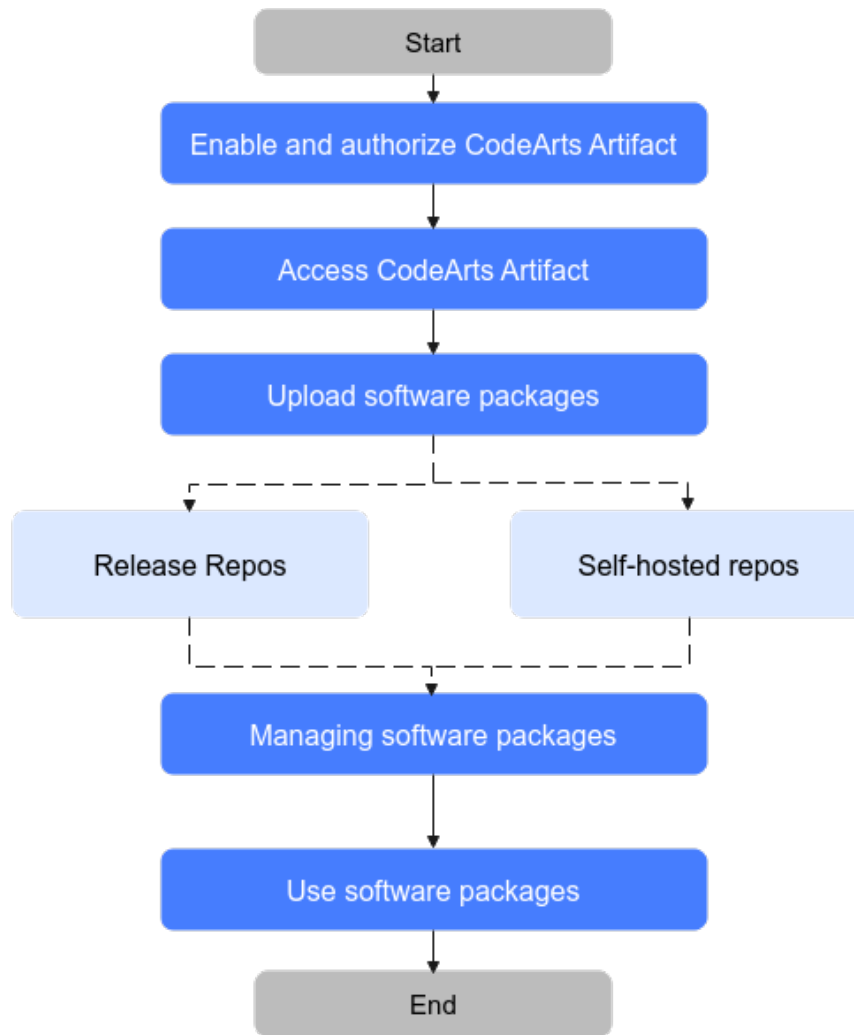 Start
Enable and authorize CodeArts Artifact
Access CodeArts Artifact
Upload software packages
Release Repos
Self-hosted repos
Managing software packages
Use software packages
End